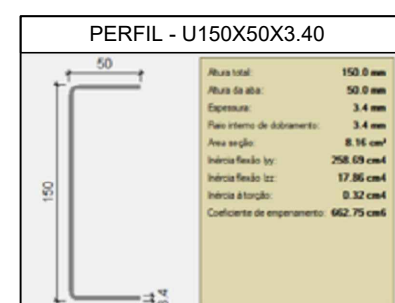 PERFIL - U150X50X3.40
50
150
3.4
Altura total: 150.0 mm
Altura da aba: 50.0 mm
Espessura: 3.4 mm
Raio interno de dobramento: 3.4 mm
Área seção: 8.16 cm²
Inércia flexão Iyy: 258.69 cm4
Inércia flexão Izz: 17.86 cm4
Inércia à torção: 0.32 cm4
Coeficiente de empenamento: 662.75 cm6